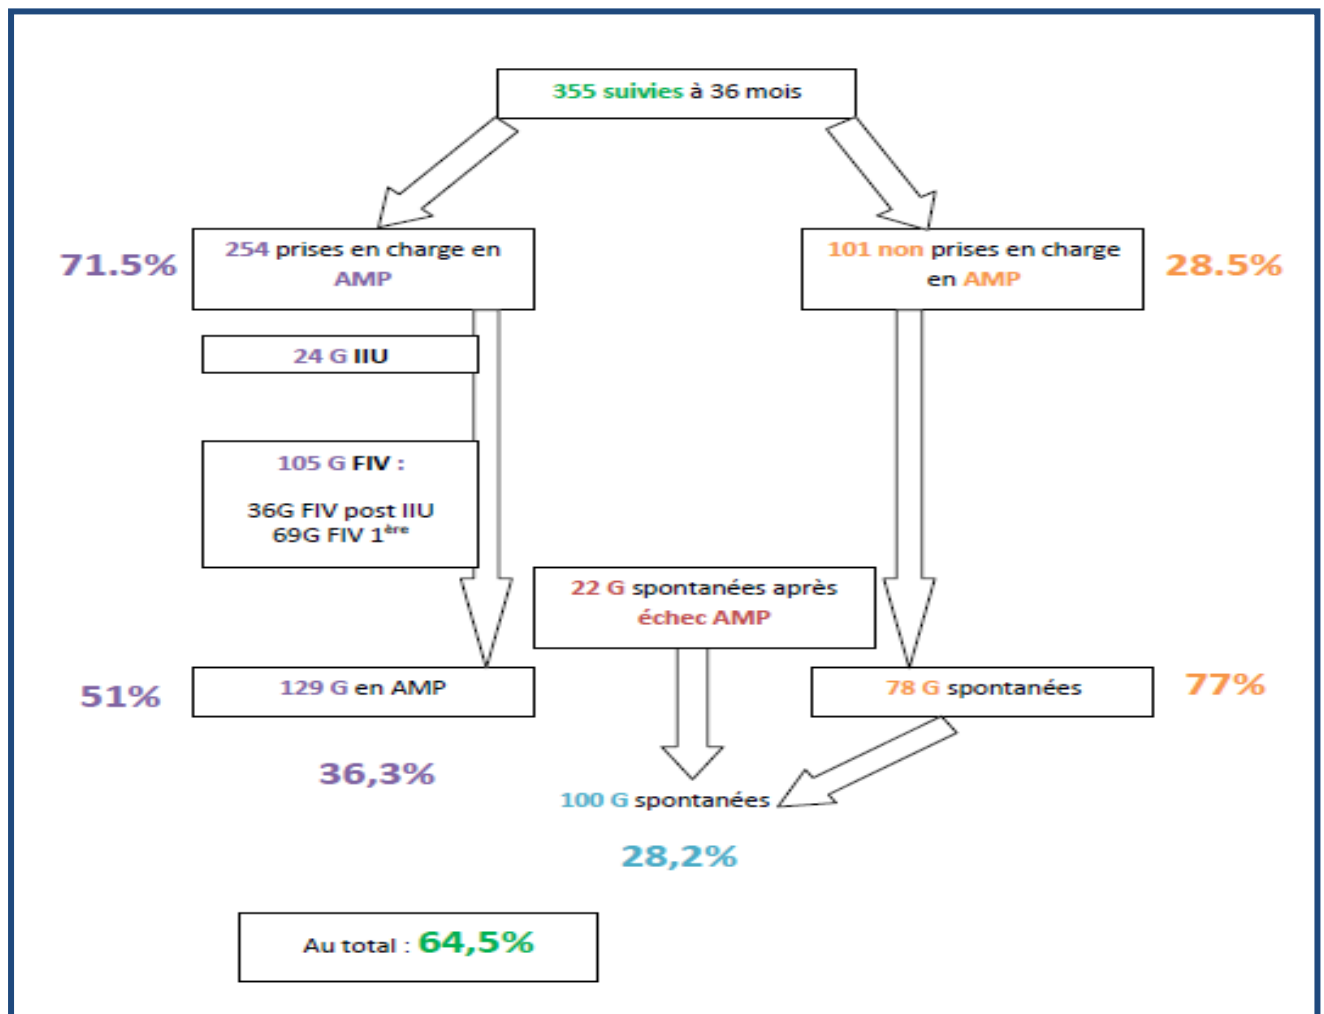 355 suivies à 36 mois
71.5%
254 prises en charge en
AMP
101 non prises en charge
en AMP
28.5%
24 G IIU
105 G FIV :
36G FIV post IIU
69G FIV 1ère
22 G spontanées après
échec AMP
51%
129 G en AMP
78 G spontanées
77%
36,3%
100 G spontanées
28,2%
Au total : 64,5%